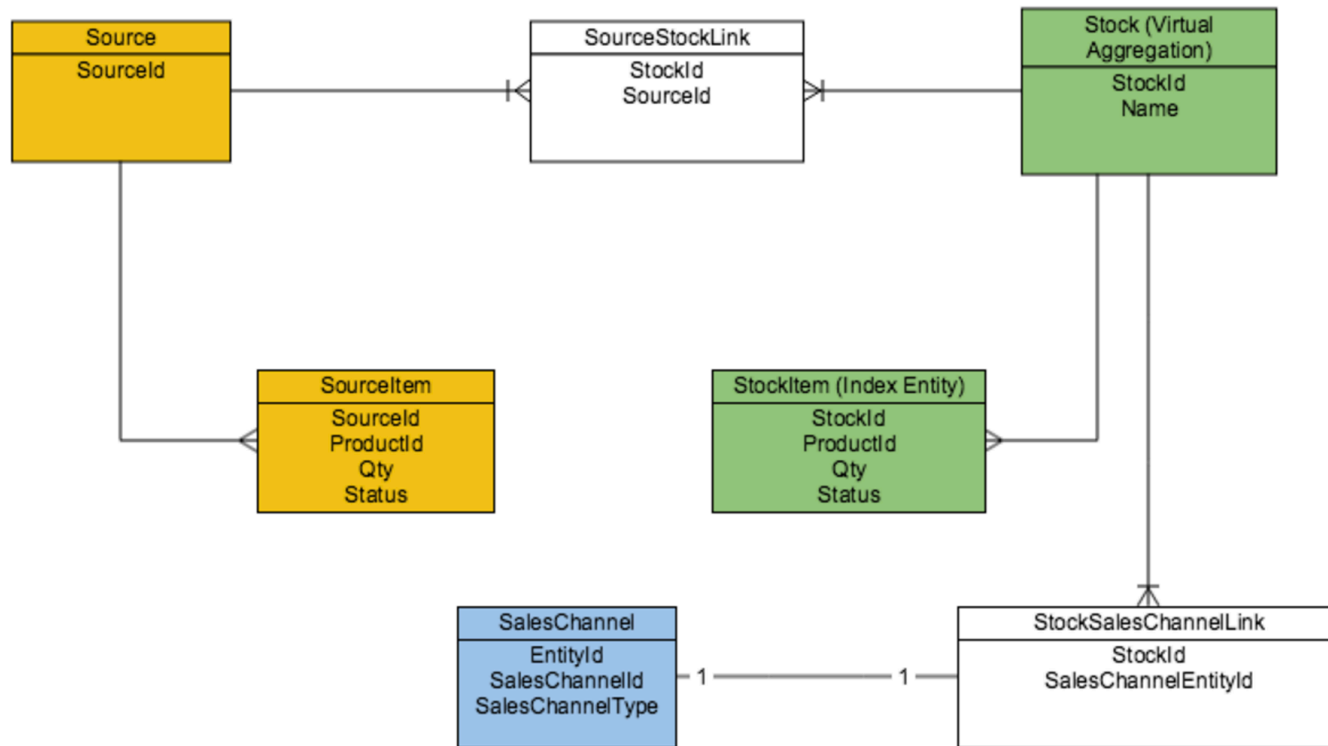 Source
SourceId
SourceStockLink
StockId
SourceId
Stock (Virtual
Aggregation)
StockId
Name
SourceItem
SourceId
ProductId
Qty
Status
StockItem (Index Entity)
StockId
ProductId
Qty
Status
SalesChannel
EntityId
SalesChannelId
SalesChannelType
1
1
StockSalesChannelLink
StockId
SalesChannelEntityId